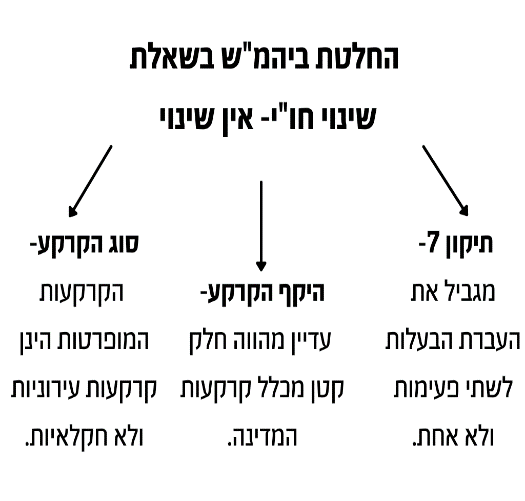 החלטת ביהמ"ש בשאלת
שינוי חו"י- אין שינוי
תיקון 7-
מגביל את
העברת הבעלות
לשתי פעימות
ולא אחת.
היקף הקרקע-
עדיין מהווה חלק
קטן מכלל קרקעות
המדינה.
סוג הקרקע-
הקרקעות
המופרטות הינן
קרקעות עירוניות
ולא חקלאיות.